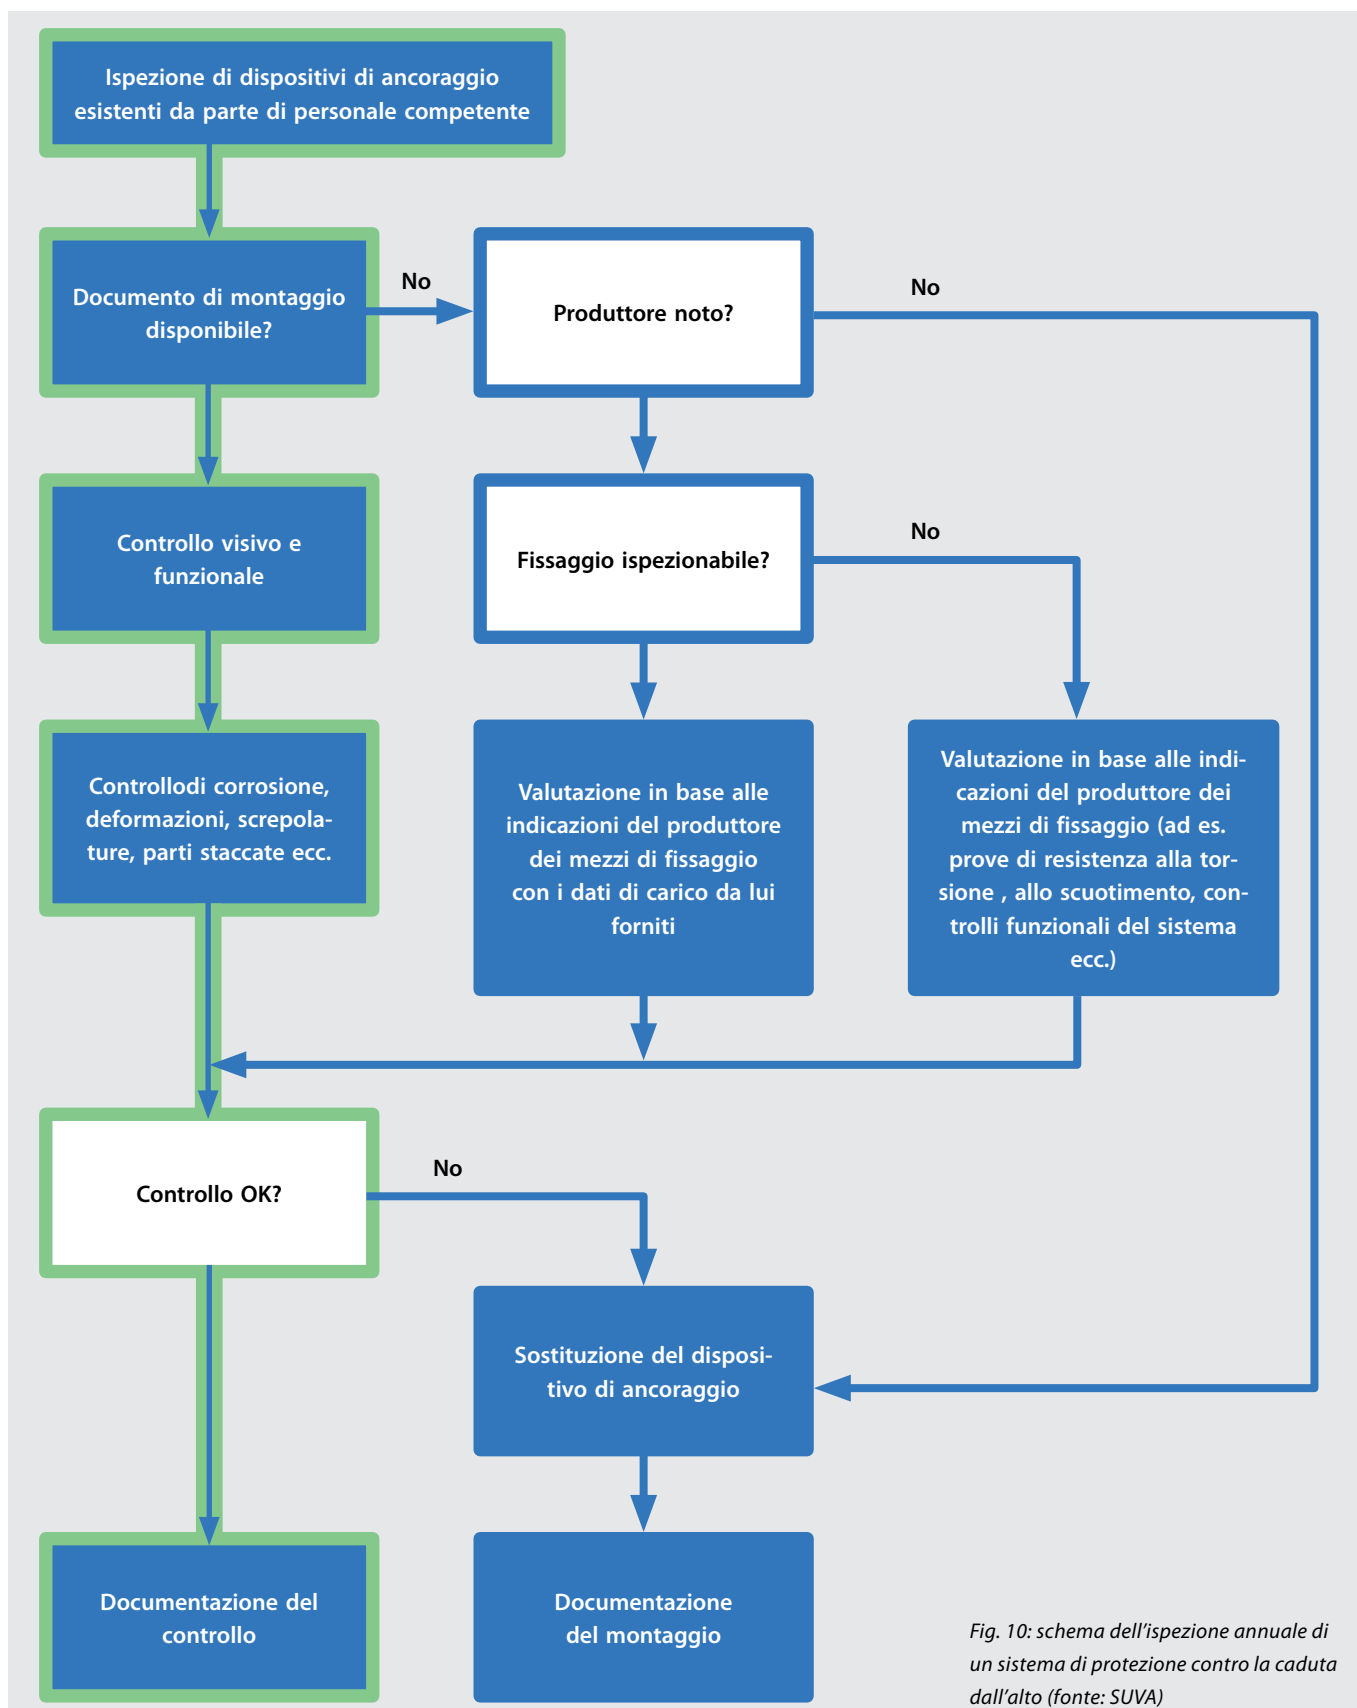 Ispezione di dispositivi di ancoraggio
esistenti da parte di personale competente
Documento di montaggio
disponibile?
No
Produttore noto?
No
Controllo visivo e
funzionale
Fissaggio ispezionabile?
No
Controllodi corrosione,
deformazioni, screpola-
ture, parti staccate ecc.
Valutazione in base alle
indicazioni del produttore
dei mezzi di fissaggio
con i dati di carico da lui
forniti
Valutazione in base alle indi-
cazioni del produttore dei
mezzi di fissaggio (ad es.
prove di resistenza alla tor-
sione , allo scuotimento, con-
trolli funzionali del sistema
ecc.)
Controllo OK?
No
Sostituzione del disposi-
tivo di ancoraggio
Documentazione del
controllo
Documentazione
del montaggio
Fig. 10: schema dell’ispezione annuale di
un sistema di protezione contro la caduta
dall’alto (fonte: SUVA)